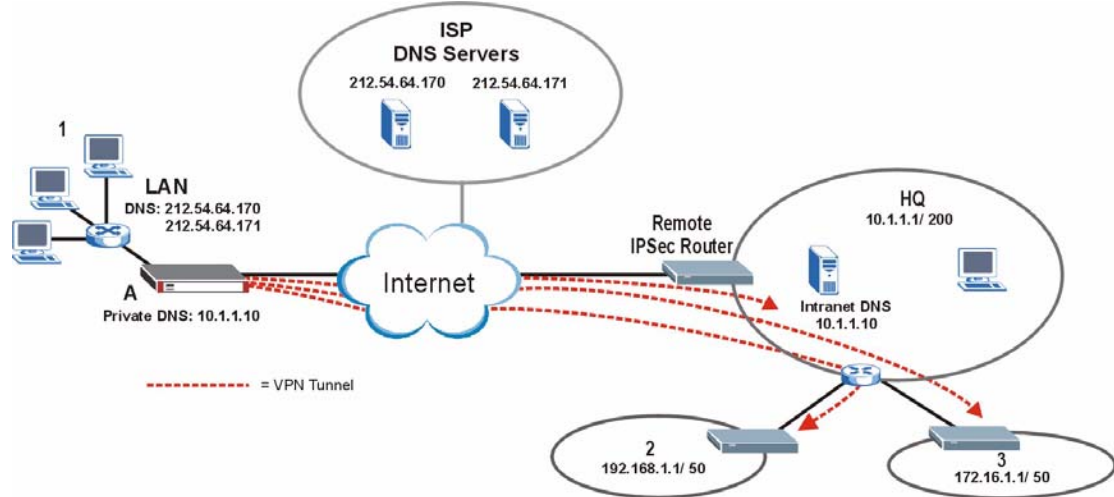 ISP
DNS Servers
212.54.64.170
212.54.64.171
1
LAN
DNS: 212.54.64.170
212.54.64.171
A
Private DNS: 10.1.1.10
Internet
Remote
IPSec Router
HQ
10.1.1.1/ 200
Intranet DNS
10.1.1.10
= VPN Tunnel
2
192.168.1.1/ 50
3
172.16.1.1/ 50